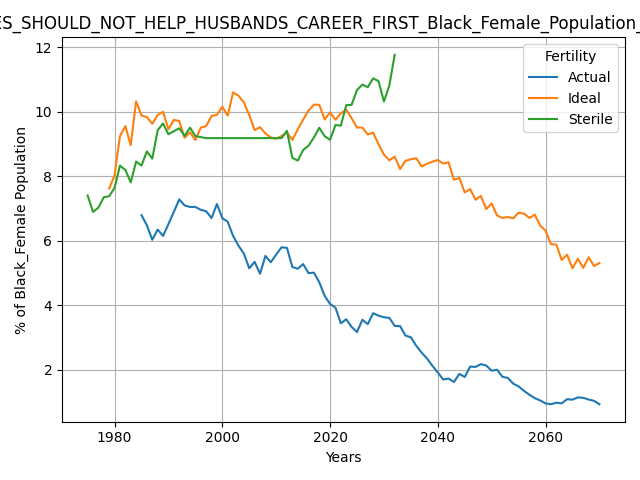 ES_SHOULD_NOT_HELP_HUSBANDS_CAREER_FIRST_Black_Female_Population_
Fertility
Actual
Ideal
Sterile
% of Black_Female Population
12
10
8
6
4
2
1980 2000 2020 2040 2060
Years